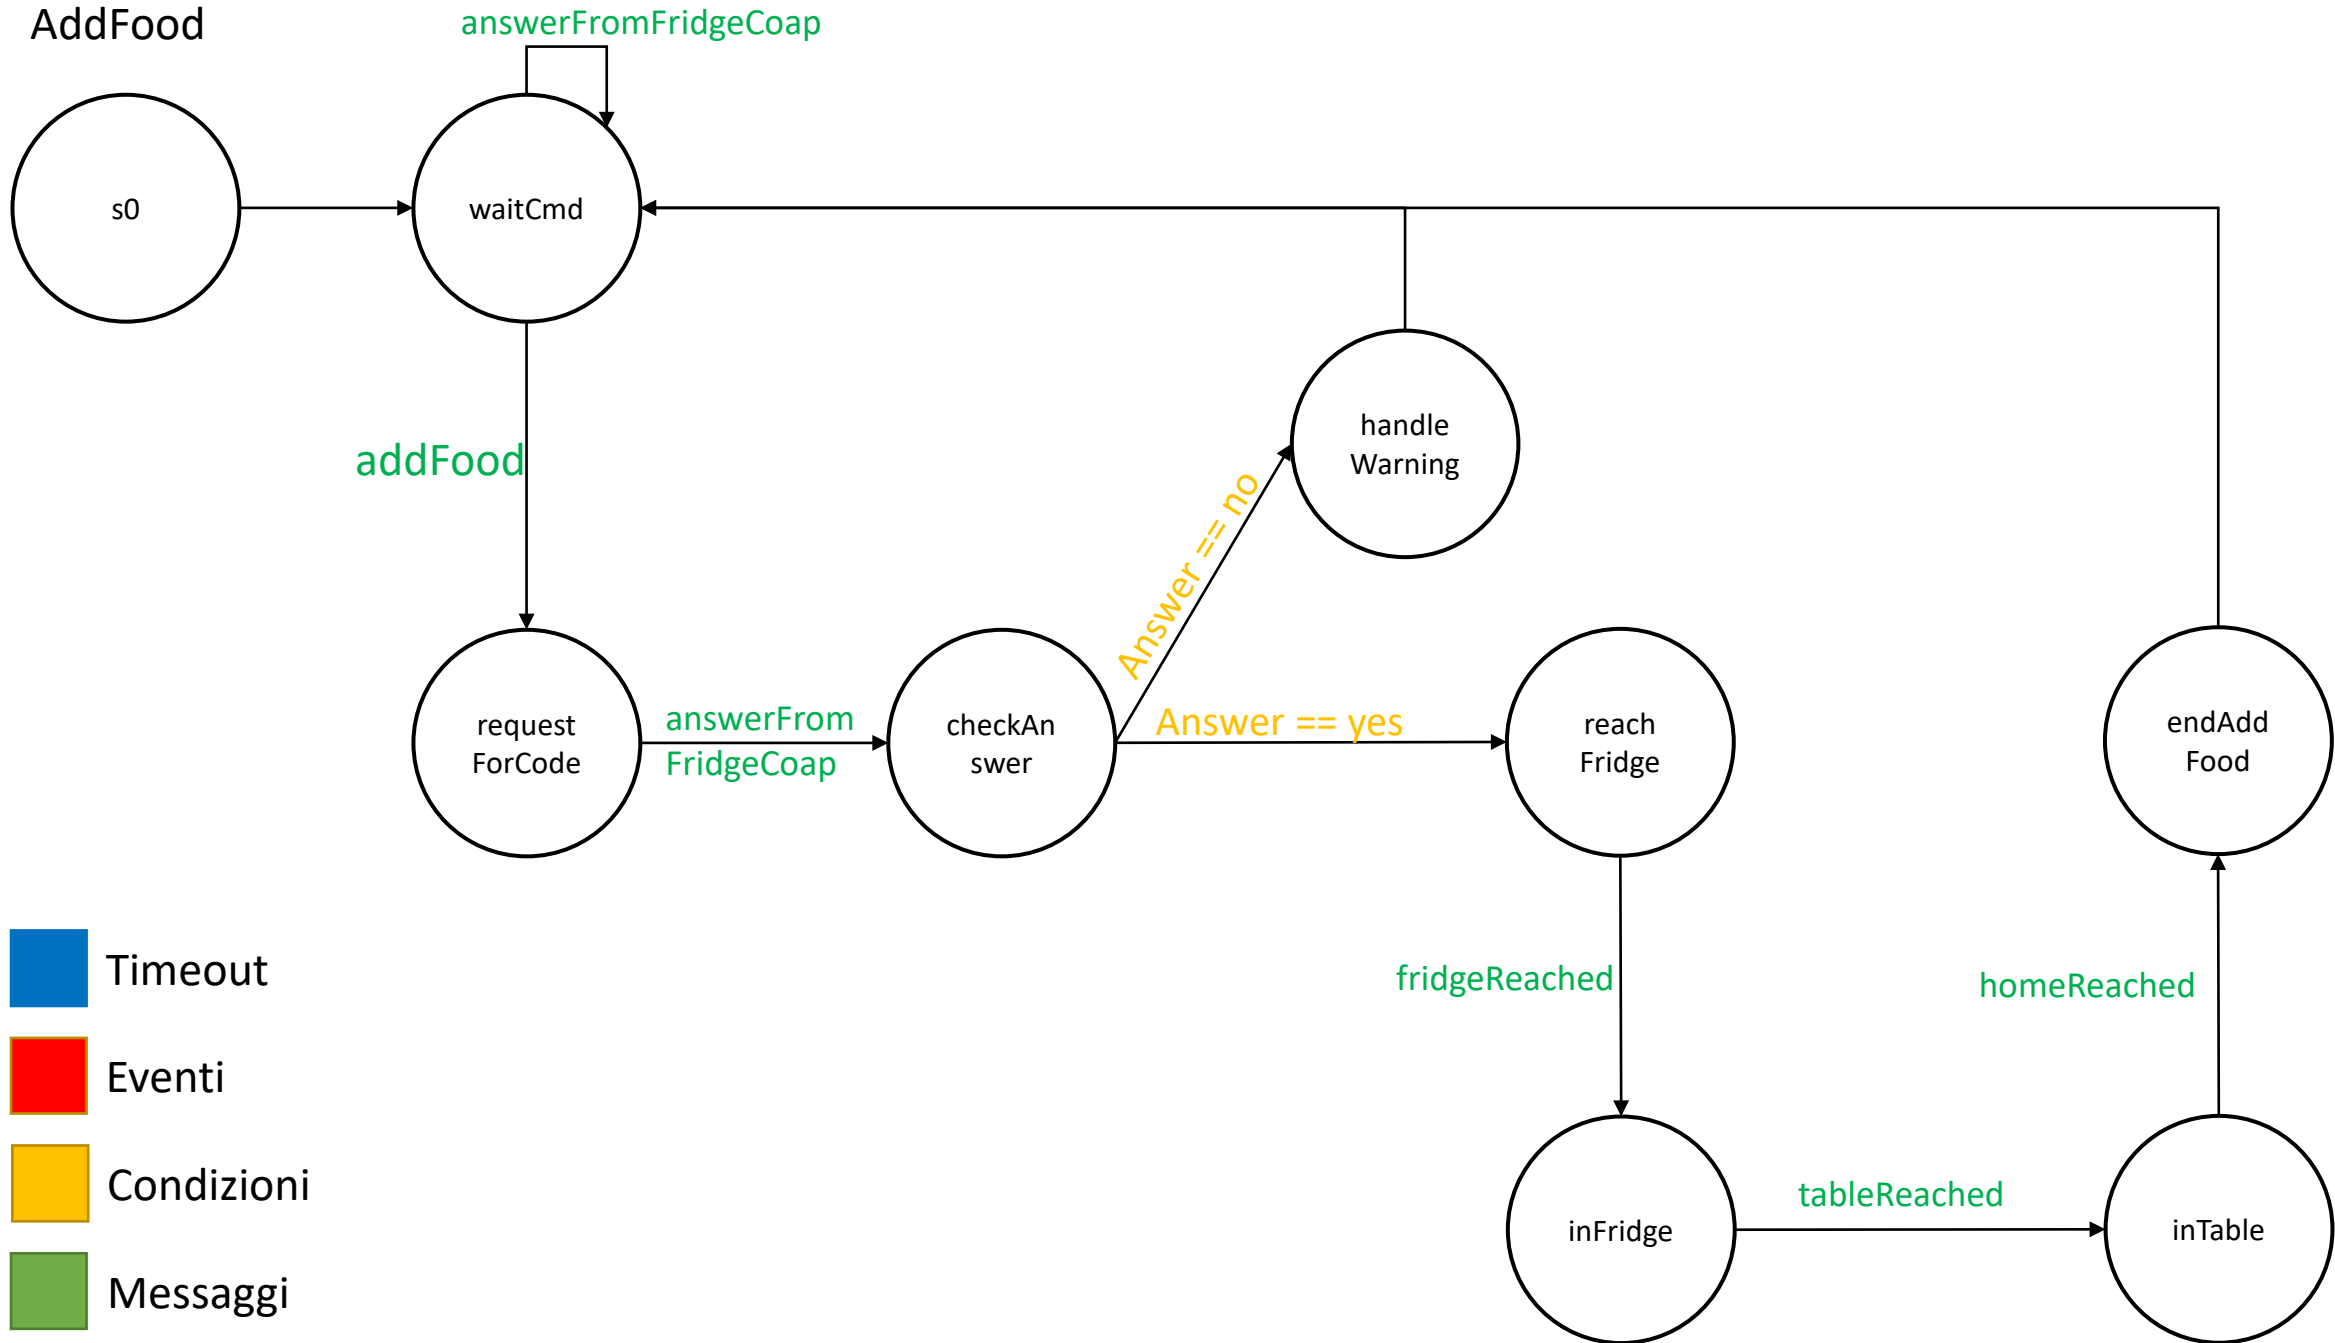 AddFood
answerFromFridgeCoap
s0
waitCmd
handle
Warning
addFood
Answer == no
request
ForCode
answerFrom
FridgeCoap
checkAn
swer
Answer == yes
reach
Fridge
endAdd
Food
Timeout
fridgeReached
homeReached
Eventi
Condizioni
tableReached
inFridge
inTable
Messaggi